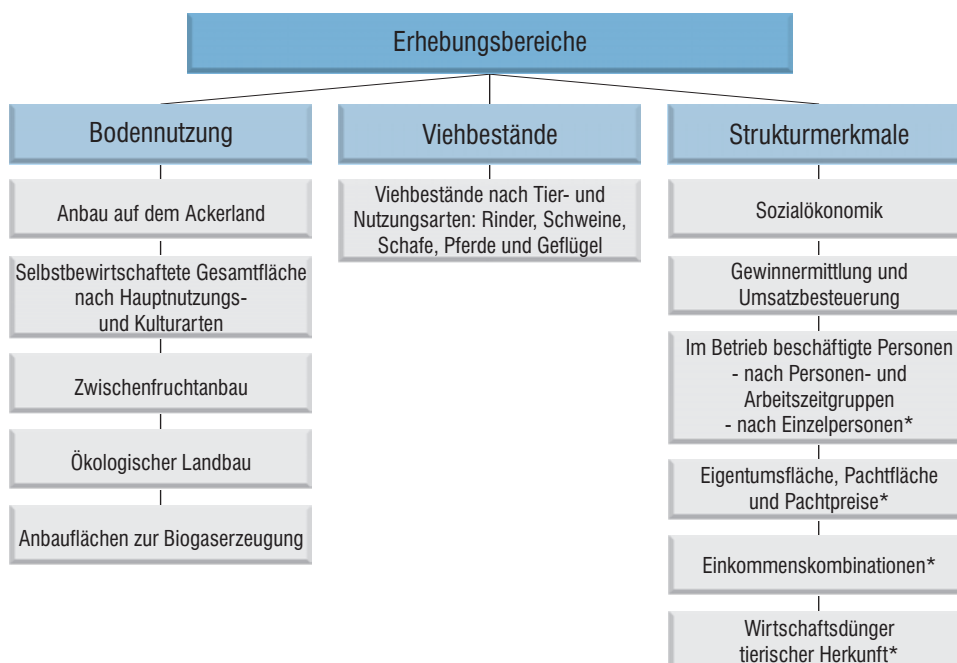 Erhebungsbereiche
Bodennutzung
Anbau auf dem Ackerland
Selbstbewirtschaftete Gesamtfläche
nach Hauptnutzungs-
und Kulturarten
Zwischenfruchtanbau
Ökologischer Landbau
Anbauflächen zur Biogaserzeugung
Viehbestände
Viehbestände nach Tier- und
Nutzungsarten: Rinder, Schweine,
Schafe, Pferde und Geflügel
Strukturmerkmale
Sozialökonomik
Gewinnermittlung und
Umsatzbesteuerung
Im Betrieb beschäftigte Personen
- nach Personen- und
Arbeitszeitgruppen
- nach Einzelpersonen*
Eigentumsfläche, Pachtfläche
und Pachtpreise*
Einkommenskombinationen*
Wirtschaftsdünger
tierischer Herkunft*